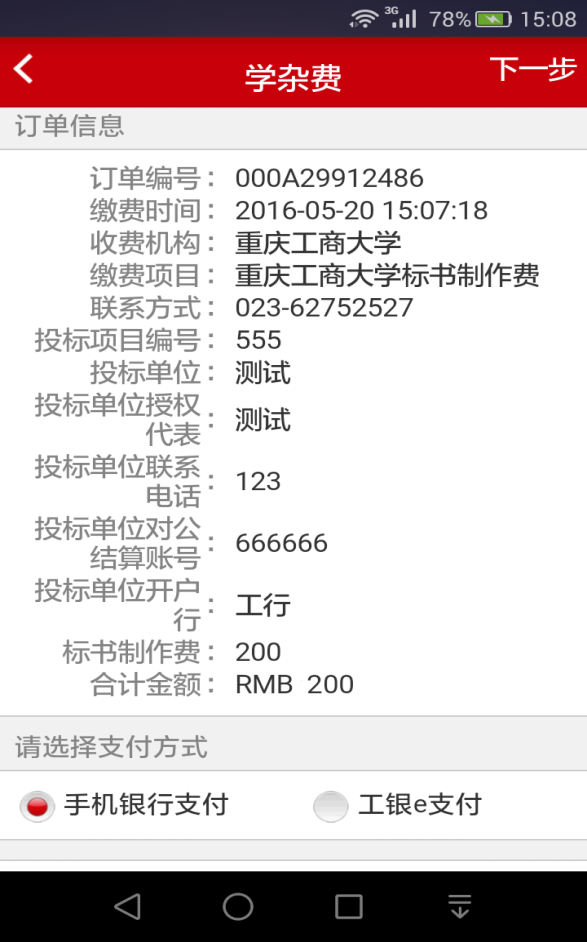 3G 78% 15:08
学杂费 下一步
订单信息
订单编号： 000A29912486
缴费时间： 2016-05-20 15:07:18
收费机构： 重庆工商大学
缴费项目： 重庆工商大学标书制作费
联系方式： 023-62752527
投标项目编号： 555
投标单位： 测试
投标单位授权
代表： 测试
投标单位联系
电话： 123
投标单位对公
结算账号： 666666
投标单位开户
行： 工行
标书制作费： 200
合计金额： RMB 200
请选择支付方式
手机银行支付 工银e支付